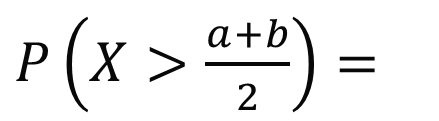 P(X > (a+b)/2) =